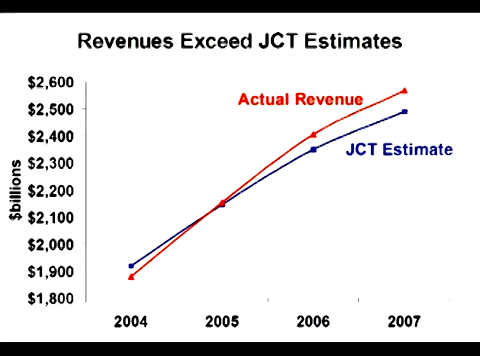 Revenues Exceed JCT Estimates
$2,600
$2,500
$2,400
$2,300
$2,200
$2,100
$2,000
$1,900
$1,800
$billions
Actual Revenue
JCT Estimate
2004 2005 2006 2007